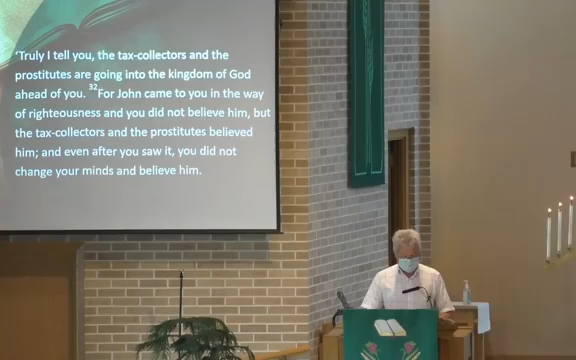 'Truly I tell you, the tax-collectors and the
prostitutes are going into the kingdom of God
ahead of you. 32For John came to you in the way
of righteousness and you did not believe him, but
the tax-collectors and the prostitutes believed
him; and even after you saw it, you did not
change your minds and believe him.